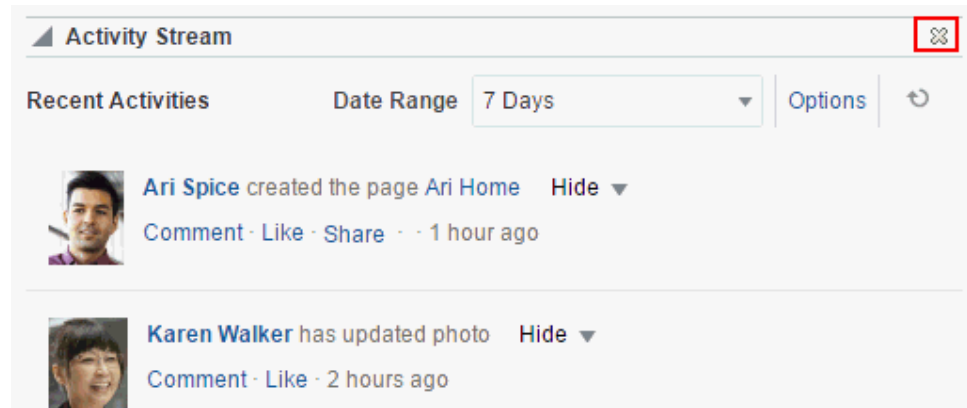 Activity Stream
Recent Activities Date Range 7 Days Options
Ari Spice created the page Ari Home Hide
Comment · Like · Share · · 1 hour ago
Karen Walker has updated photo Hide
Comment · Like · 2 hours ago